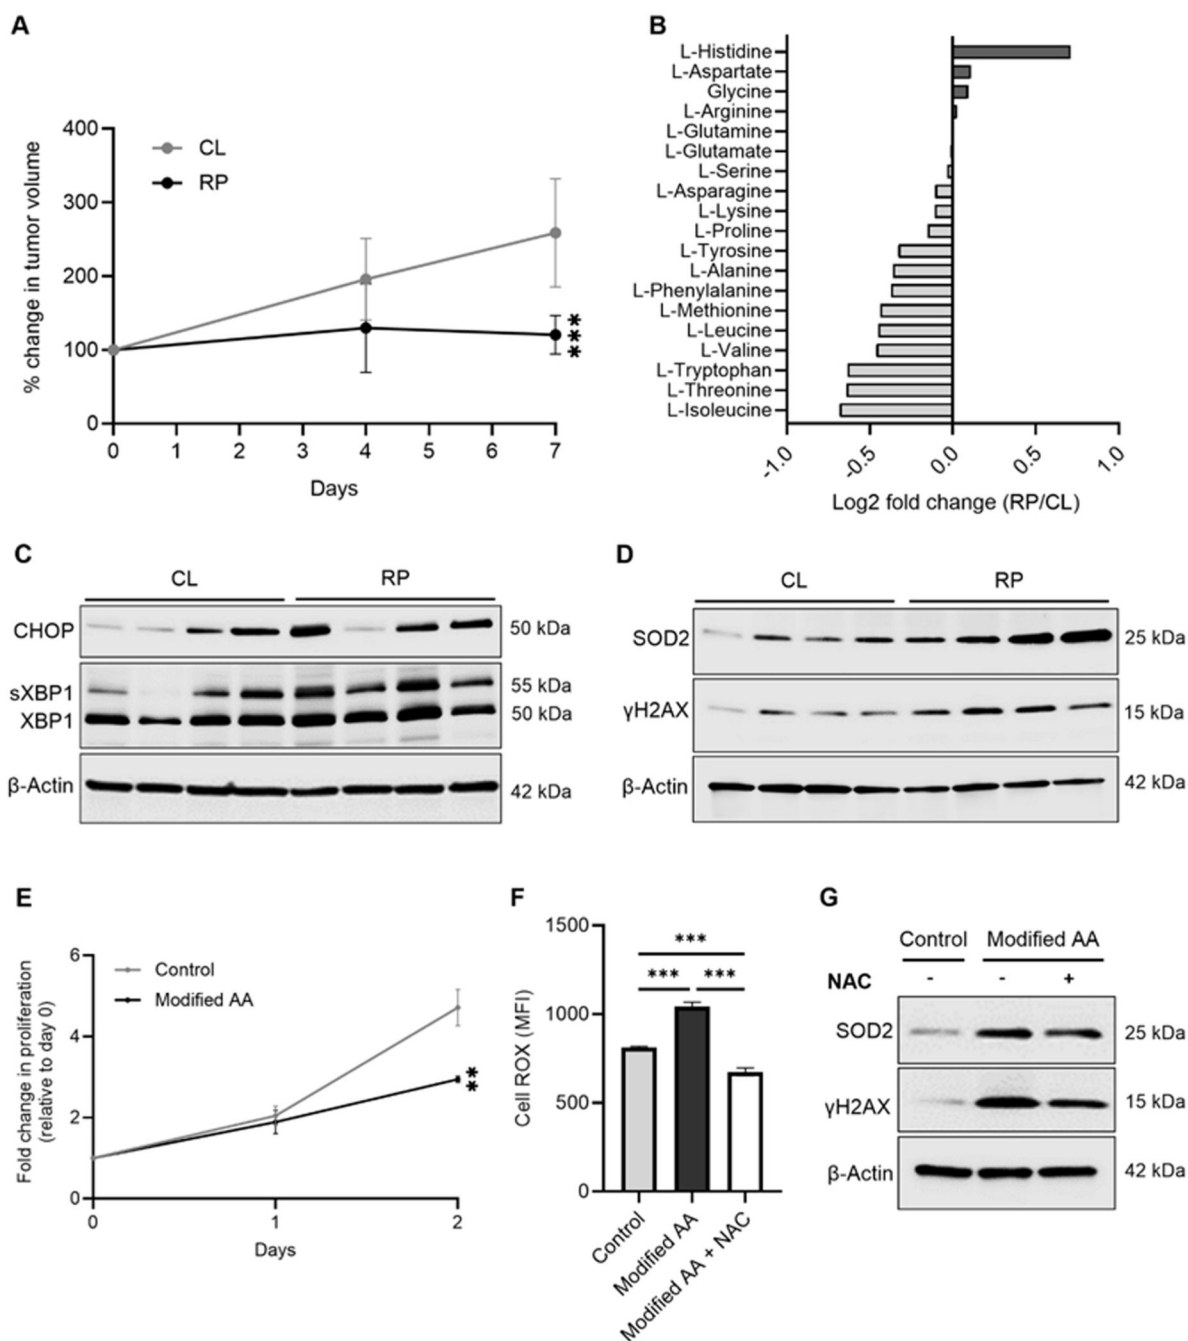 A
% change in tumor volume
400
300
200
100
0
CL
RP
***
0 1 2 3 4 5 6 7
Days
B
L-Histidine
L-Aspartate
Glycine
L-Arginine
L-Glutamine
L-Glutamate
L-Serine
L-Asparagine
L-Lysine
L-Proline
L-Tyrosine
L-Alanine
L-Phenylalanine
L-Methionine
L-Leucine
L-Valine
L-Tryptophan
L-Threonine
L-Isoleucine
-1.0 -0.5 0.0 0.5 1.0
Log2 fold change (RP/CL)
C
CL RP
CHOP 50 kDa
sXBP1 55 kDa
XBP1 50 kDa
β-Actin 42 kDa
D
CL RP
SOD2 25 kDa
γH2AX 15 kDa
β-Actin 42 kDa
E
Fold change in proliferation
(relative to day 0)
6
4
2
0
Control
Modified AA
**
0 1 2
Days
F
Cell ROX (MFI)
1500
1000
500
0
***
*** ***
Control
Modified AA
Modified AA + NAC
G
Control Modified AA
NAC - - +
SOD2 25 kDa
γH2AX 15 kDa
β-Actin 42 kDa